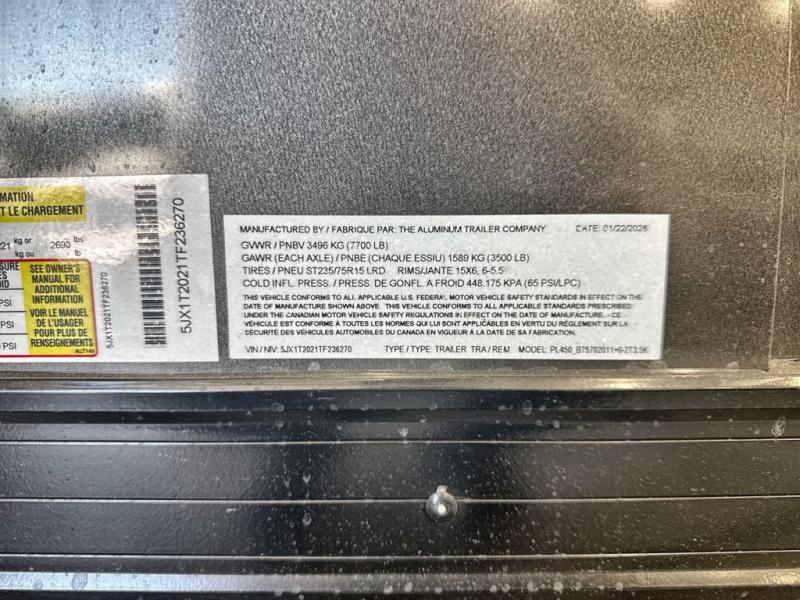 MATION
ET LE CHARGEMENT
kg or 2690 lbs
kg ou lb
SEE OWNER'S
MANUAL FOR
ADDITIONAL
INFORMATION
VOIR LE MANUEL
DE L'USAGER
POUR PLUS DE
RENSEIGNEMENTS
PSI
PSI
PSI
5JX1T2021TF236270
5JX1T2021TF236270
MANUFACTURED BY / FABRIQUE PAR: THE ALUMINUM TRAILER COMPANY DATE: 01/22/2026
GVWR / PNBV 3496 KG (7700 LB)
GAWR (EACH AXLE) / PNBE (CHAQUE ESSIU) 1589 KG (3500 LB)
TIRES / PNEU ST235/75R15 LRD RIMS/JANTE 15X6, 6-5.5
COLD INFL. PRESS. / PRESS. DE GONFL. A FROID 448.175 KPA (65 PSI/LPC)
THIS VEHICLE CONFORMS TO ALL APPLICABLE U.S. FEDERAL MOTOR VEHICLE SAFETY STANDARDS IN EFFECT ON THE
DATE OF MANUFACTURE SHOWN ABOVE. THIS VEHICLE CONFORMS TO ALL APPLICABLE STANDARDS PRESCRIBED
UNDER THE CANADIAN MOTOR VEHICLE SAFETY REGULATIONS IN EFFECT ON THE DATE OF MANUFACTURE - CE
VÉHICULE EST CONFORME À TOUTES LES NORMES QUI LUI SONT APPLICABLES EN VERTU DU RÈGLEMENT SUR LA
SÉCURITÉ DES VÉHICULES AUTOMOBILES DU CANADA EN VIGUEUR À LA DATE DE SA FABRICATION.
VIN / NIV: 5JX1T2021TF236270 TYPE / TYPE: TRAILER TRA / REM MODEL: PL450_B75702011+0-2T3.5K